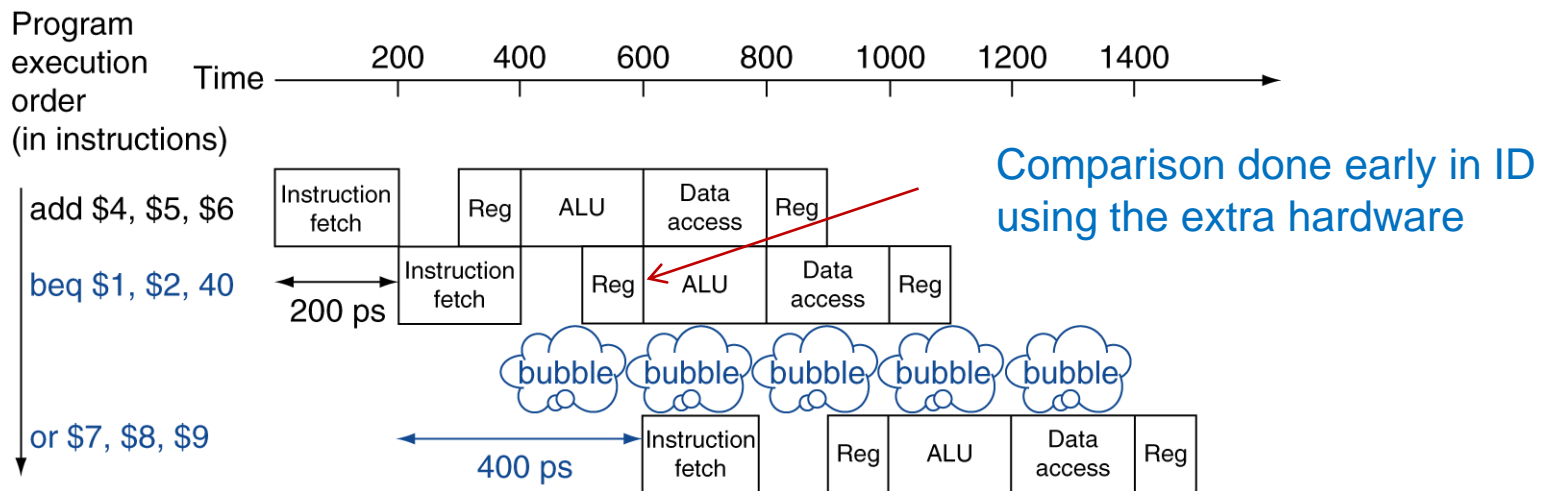 Program
execution
order
(in instructions)
Time
200 400 600 800 1000 1200 1400
Comparison done early in ID
using the extra hardware
add $4, $5, $6
Instruction
fetch
Reg
ALU
Data
access
Reg
beq $1, $2, 40
200 ps
Instruction
fetch
Reg
ALU
Data
access
Reg
bubble bubble bubble bubble bubble
or $7, $8, $9
400 ps
Instruction
fetch
Reg
ALU
Data
access
Reg